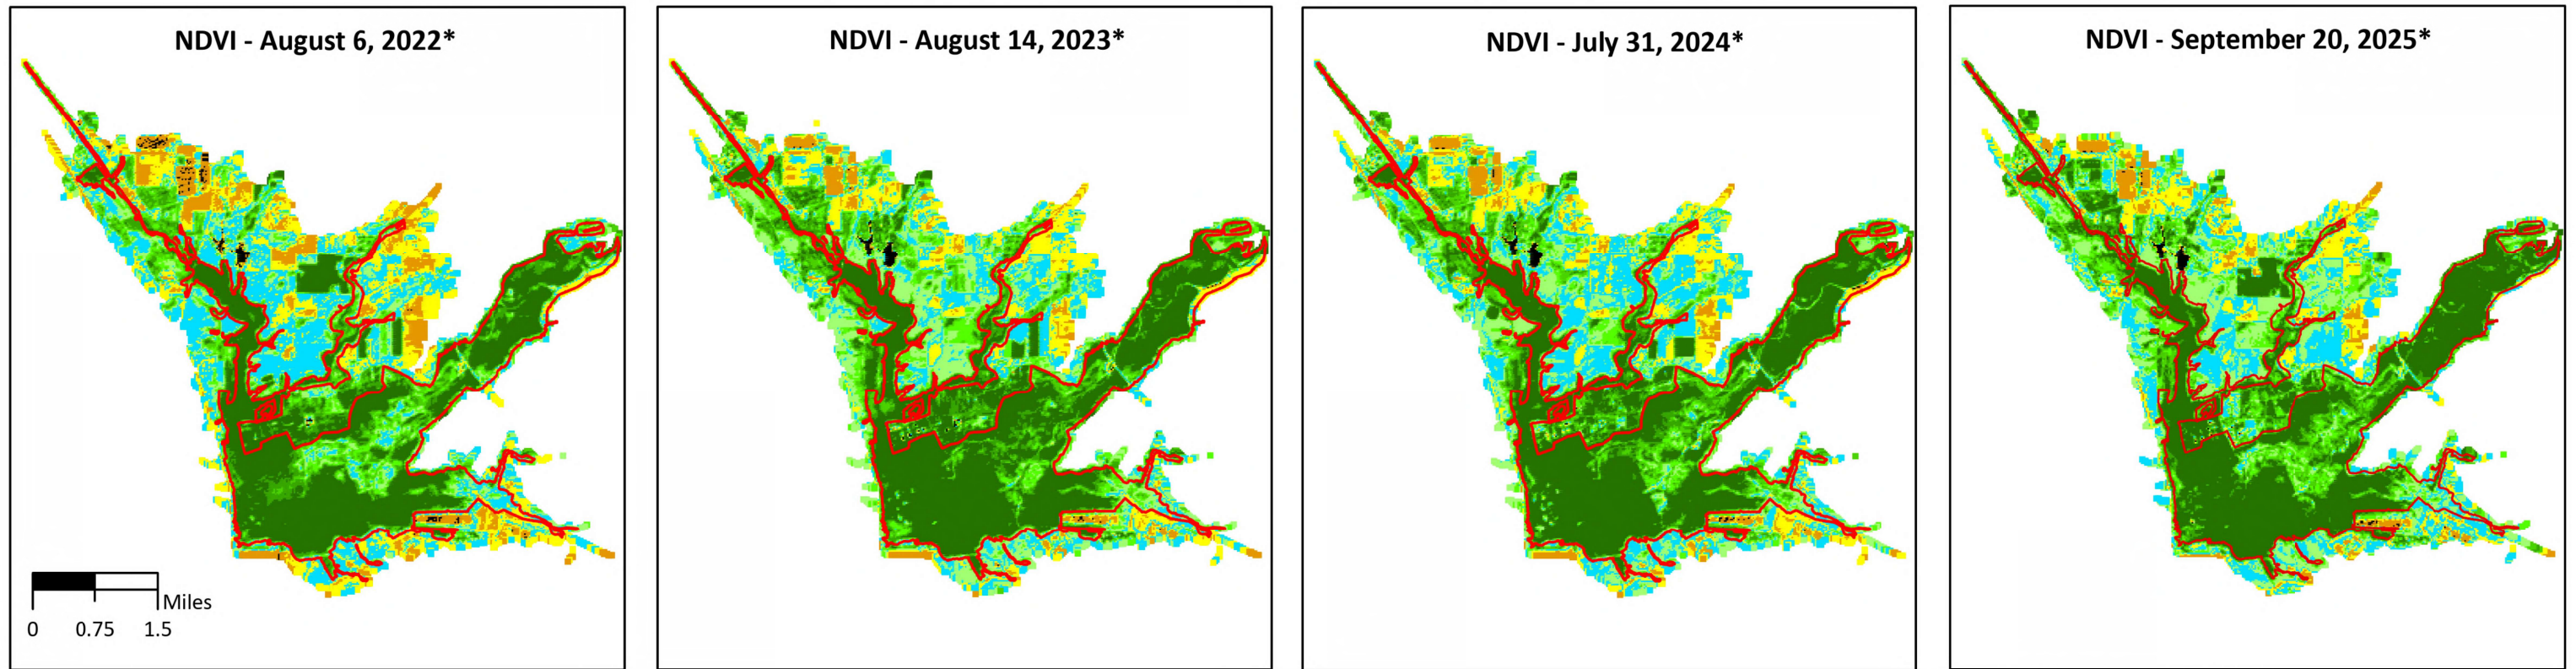 NDVI - August 6, 2022*
NDVI - August 14, 2023*
NDVI - July 31, 2024*
NDVI - September 20, 2025*
Miles
0 0.75 1.5